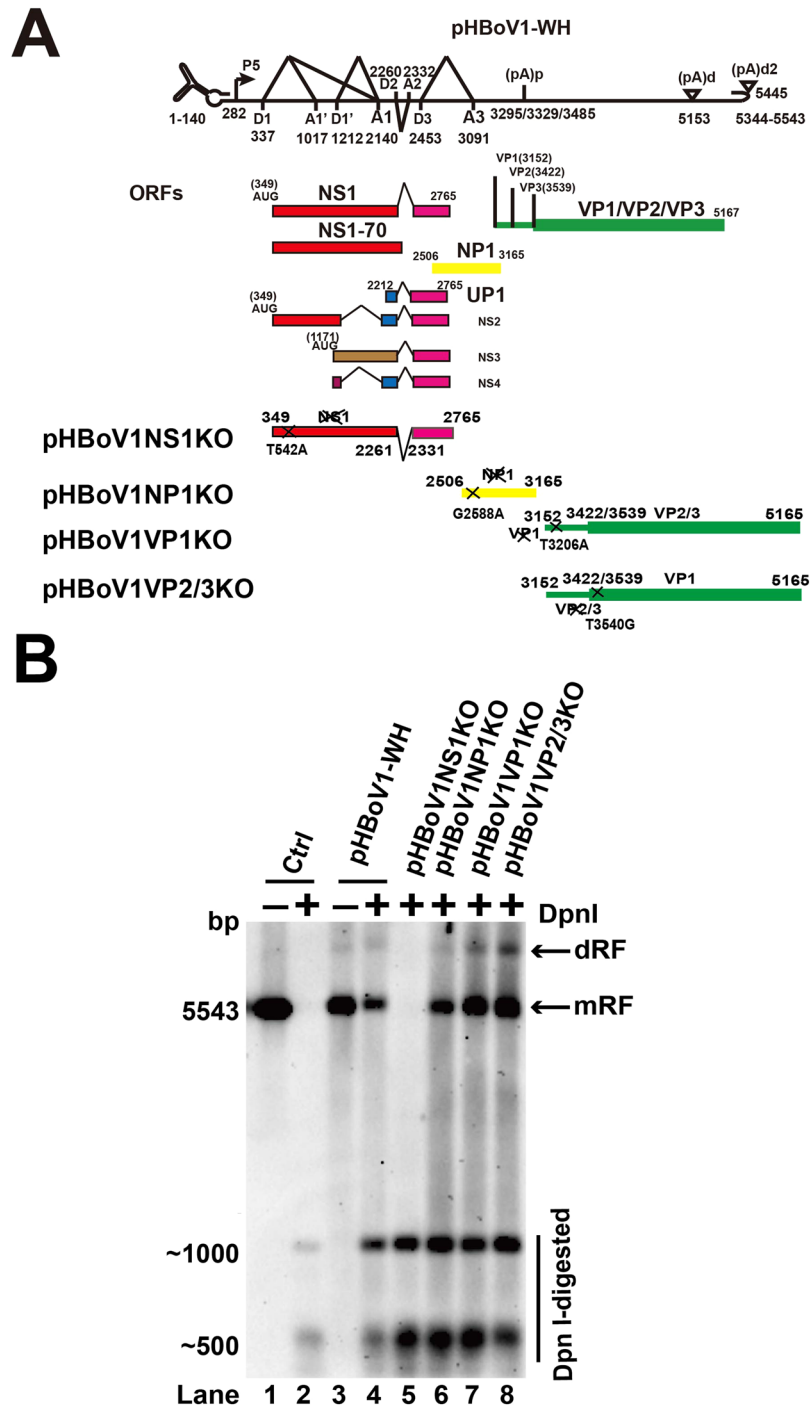 A
pHBoV1-WH
P5
2260 2332
D2 A2
(pA)p
(pA)d
(pA)d2
5445
1-140
282
D1
A1'
D1'
A1
D3
A3
3295/3329/3485
5153
5344-5543
337
1017
1212
2140
2453
3091
ORFs
(349)
AUG
NS1
2765
VP1(3152)
VP2(3422)
VP3(3539)
VP1/VP2/VP3
5167
NS1-70
2506
NP1
3165
2212
2765
UP1
(349)
AUG
NS2
(1171)
AUG
NS3
NS4
pHBoV1NS1KO
349
NS1
2765
T542A
2261
2331
pHBoV1NP1KO
2506
NP1
3165
G2588A
pHBoV1VP1KO
3152
3422/3539
VP2/3
5165
VP1
T3206A
pHBoV1VP2/3KO
3152
3422/3539
VP1
5165
VP2/3
T3540G
B
Ctrl
pHBoV1-WH
pHBoV1NS1KO
pHBoV1NP1KO
pHBoV1VP1KO
pHBoV1VP2/3KO
− + − + + + + + DpnI
bp
dRF
5543
mRF
~1000
~500
Dpn I-digested
Lane 1 2 3 4 5 6 7 8